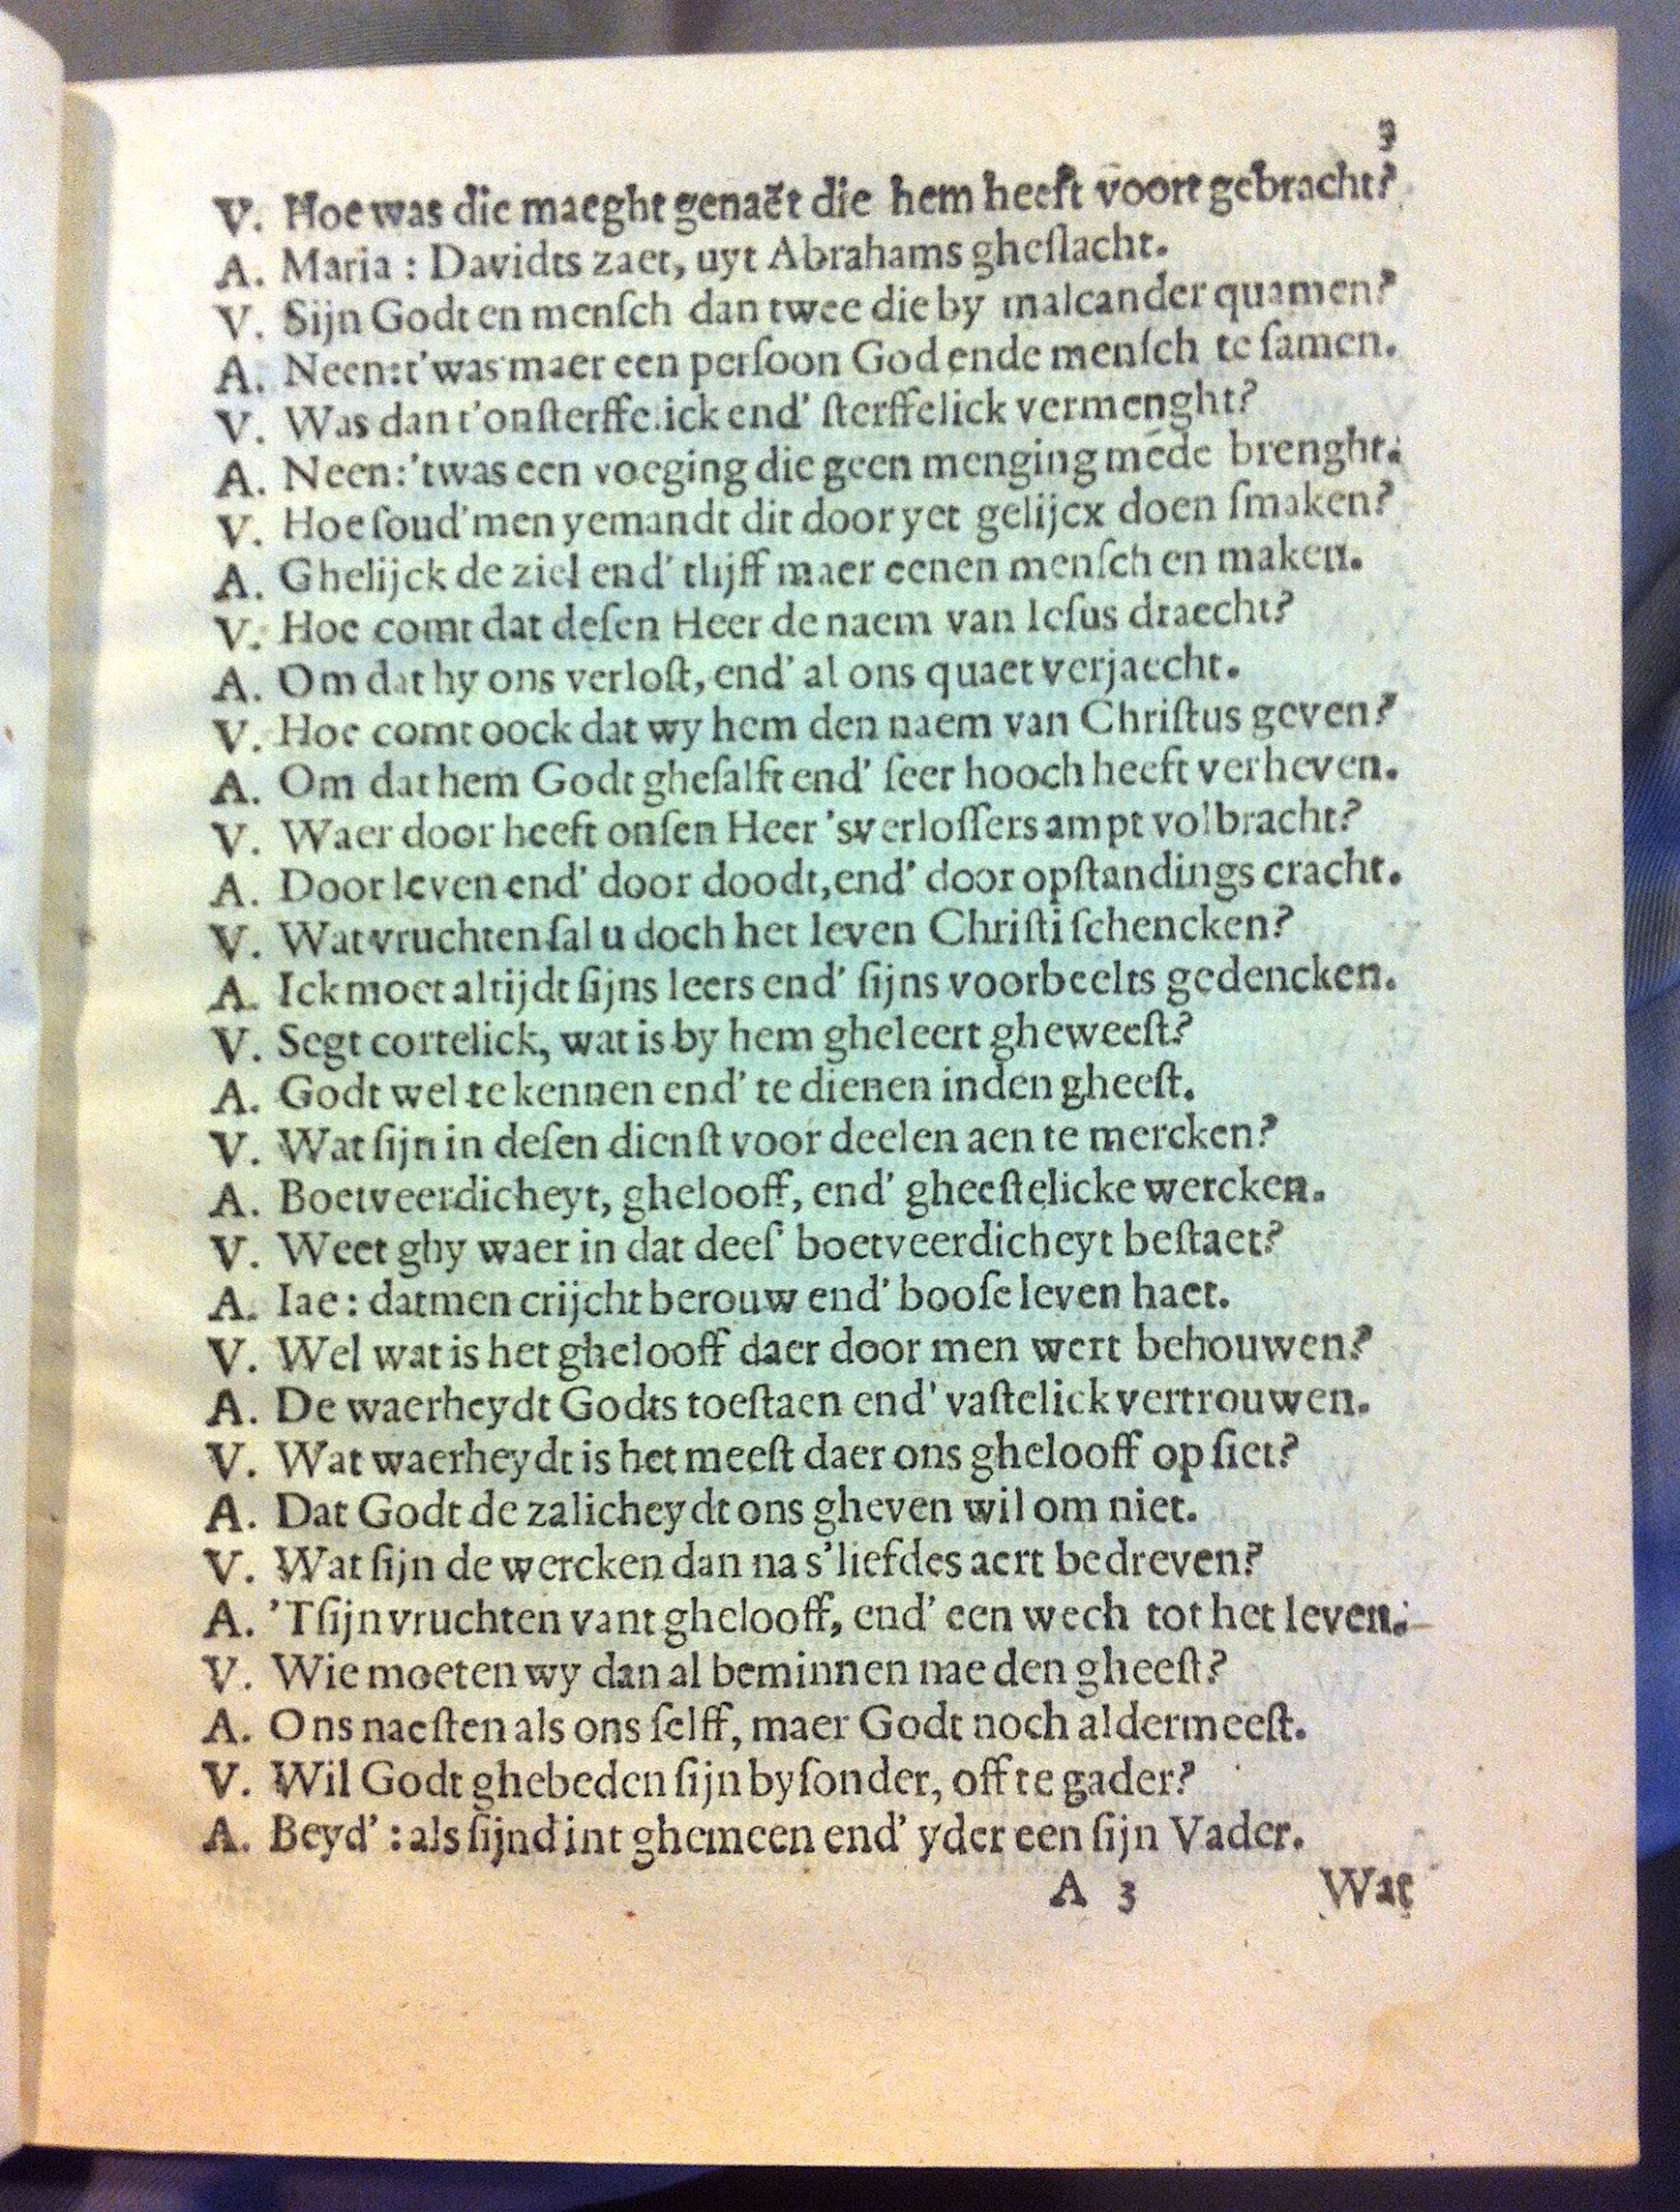 3
V. Hoe was die maeght genaēt die hem heeft voort gebracht?
A. Maria : Davidts zaet, uyt Abrahams gheſlacht.
V. Sijn Godt en menſch dan twee die by malcander quamen?
A. Neen: t'was maer een perſoon God ende menſch te ſamen.
V. Was dan t'onſterffe.ick end' ſterffelick vermenght?
A. Neen: 'twas een voeging die geen menging mede brenght.
V. Hoe ſoud'men yemandt dit door yet gelijcx doen ſmaken?
A. Ghelijck de ziel end' tlijff maer eenen menſch en maken.
V. Hoe comt dat deſen Heer de naem van Ieſus draecht?
A. Om dat hy ons verloſt, end' al ons quaet verjaecht.
V. Hoe comt oock dat wy hem den naem van Chriſtus geven?
A. Om dat hem Godt gheſalft end' ſeer hooch heeft verheven.
V. Waer door heeft onſen Heer 'sverloſſers ampt volbracht?
A. Door leven end' door doodt, end' door opſtandings cracht.
V. Wat vruchten ſal u doch het leven Chriſti ſchencken?
A. Ick moet altijdt ſijns leers end' ſijns voorbeelts gedencken.
V. Segt cortelick, wat is by hem gheleert gheweeſt?
A. Godt wel te kennen end' te dienen inden gheeſt.
V. Wat ſijn in deſen dienſt voor deelen aen te mercken?
A. Boetveerdicheyt, ghelooff, end' gheeſtelicke wercken.
V. Weet ghy waer in dat deeſ boetveerdicheyt beſtaet?
A. Iae : datmen crijcht berouw end' booſe leven haet.
V. Wel wat is het ghelooff daer door men wert behouwen?
A. De waerheydt Godts toeſtaen end' vaſtelick vertrouwen.
V. Wat waerheydt is het meeſt daer ons ghelooff op ſiet?
A. Dat Godt de zalicheydt ons gheven wil om niet.
V. Wat ſijn de wercken dan na s'liefdes aert bedreven?
A. 'Tſijn vruchten vant ghelooff, end' een wech tot het leven.
V. Wie moeten wy dan al beminnen nae den gheeſt?
A. Ons naeſten als ons ſelff, maer Godt noch aldermeeſt.
V. Wil Godt ghebeden ſijn byſonder, off te gader?
A. Beyd' : als ſijnd int ghemeen end' yder een ſijn Vader.
A 3 Wat